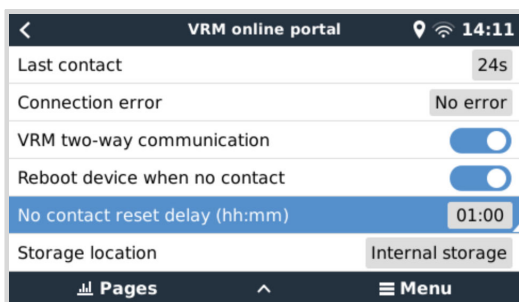 VRM online portal 14:11
Last contact 24s
Connection error No error
VRM two-way communication
Reboot device when no contact
No contact reset delay (hh:mm) 01:00
Storage location Internal storage
Pages Menu